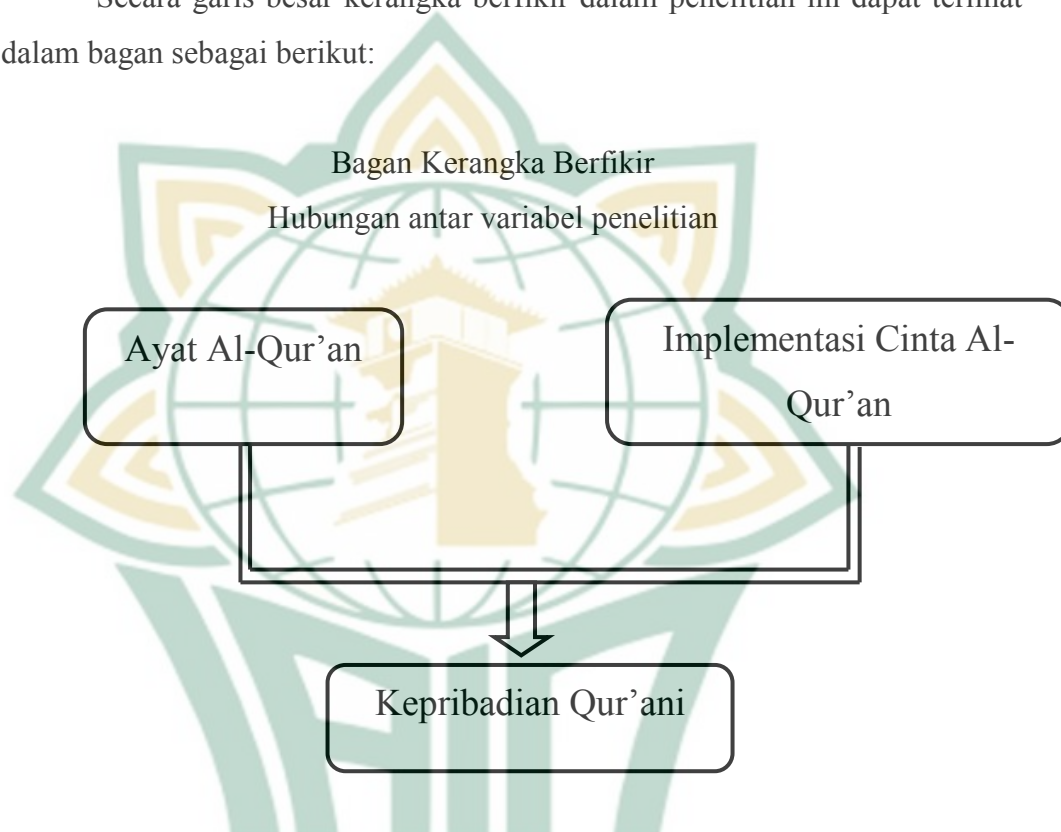 Secara garis besar kerangka berfikir dalam penelitian ini dapat terlihat
dalam bagan sebagai berikut:
Bagan Kerangka Berfikir
Hubungan antar variabel penelitian
Ayat Al-Qur’an
Implementasi Cinta Al-
Qur’an
Kepribadian Qur’ani